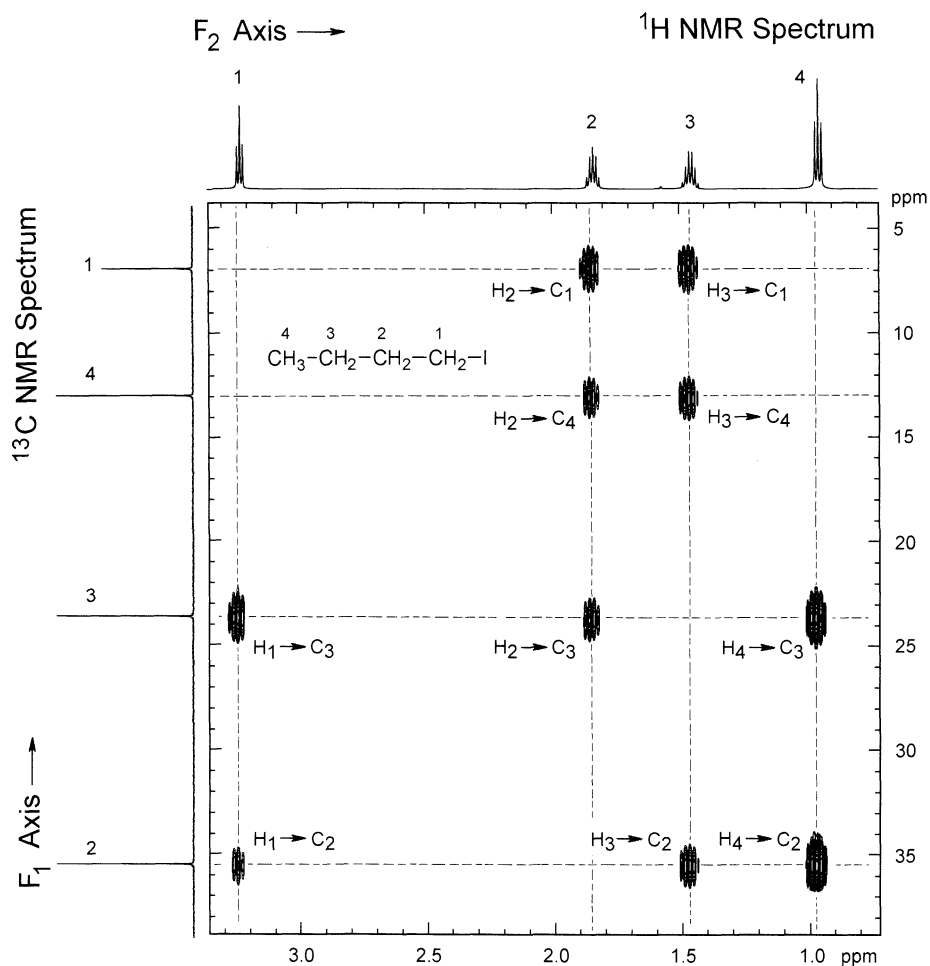 F₂ Axis ⟶ ¹H NMR Spectrum
1 2 3 4
ppm
¹³C NMR Spectrum
F₁ Axis ⟶
1
4
3
2
H₂→C₁ H₃→C₁
4 3 2 1
CH₃-CH₂-CH₂-CH₂-I
H₂→C₄ H₃→C₄
H₁→C₃ H₂→C₃ H₄→C₃
H₁→C₂ H₃→C₂ H₄→C₂
5
10
15
20
25
30
35
3.0 2.5 2.0 1.5 1.0 ppm